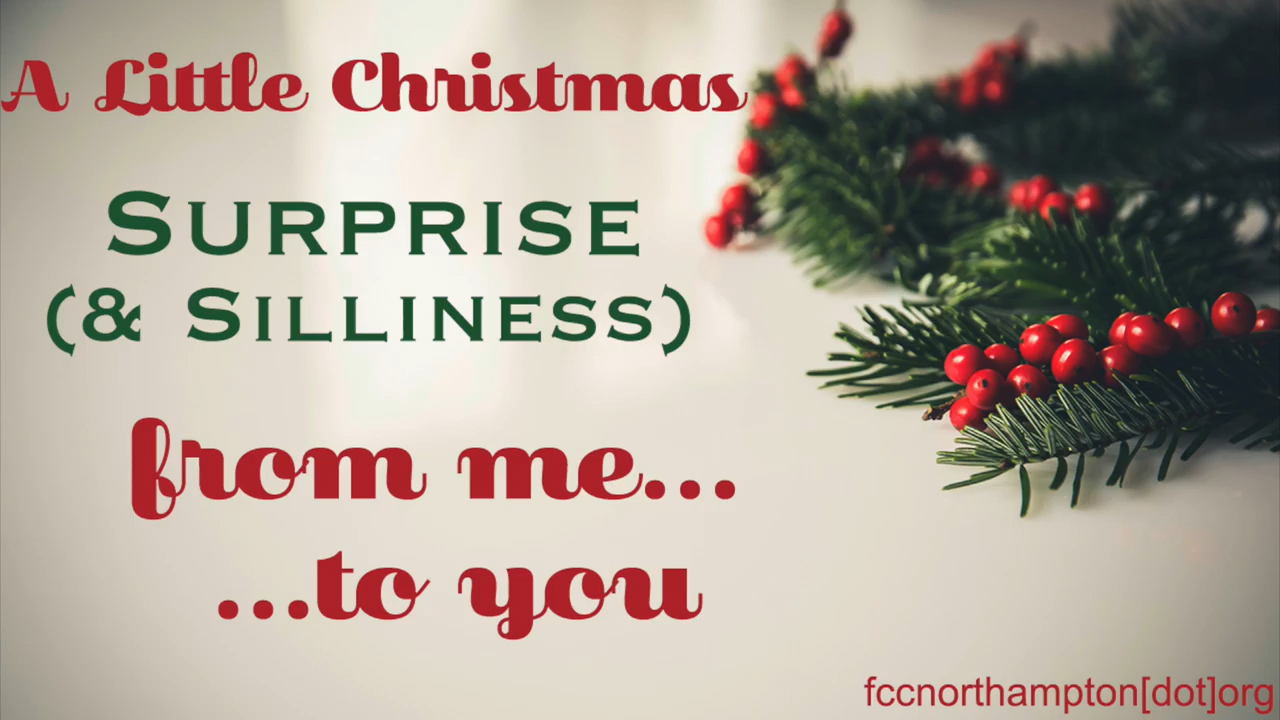 A Little Christmas
SURPRISE
(& SILLINESS)
from me...
...to you
fccnorthampton[dot]org